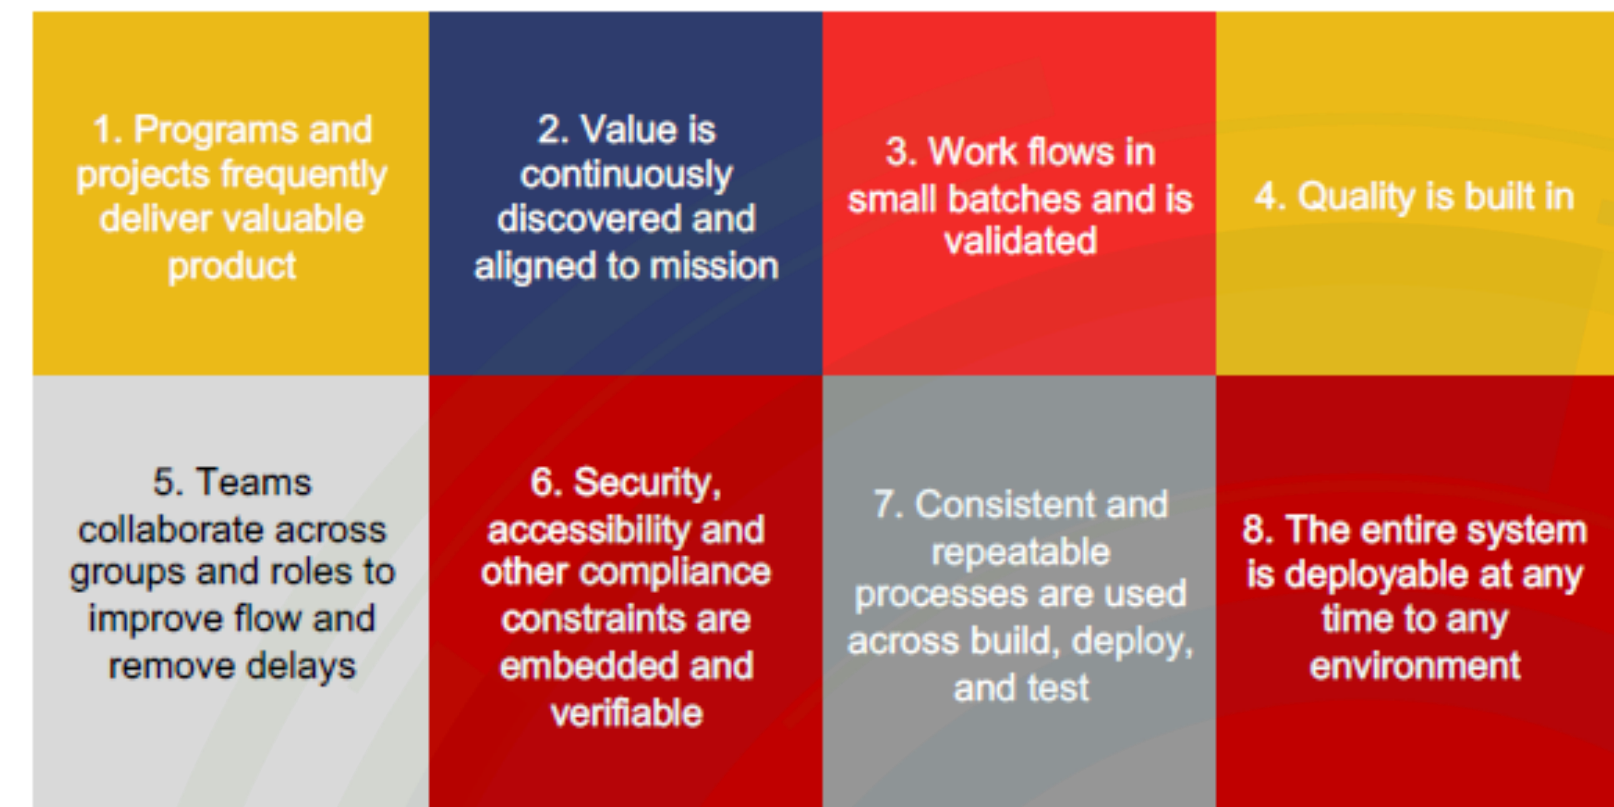 1. Programs and
projects frequently
deliver valuable
product
2. Value is
continuously
discovered and
aligned to mission
3. Work flows in
small batches and is
validated
4. Quality is built in
5. Teams
collaborate across
groups and roles to
improve flow and
remove delays
6. Security,
accessibility and
other compliance
constraints are
embedded and
verifiable
7. Consistent and
repeatable
processes are used
across build, deploy,
and test
8. The entire system
is deployable at any
time to any
environment